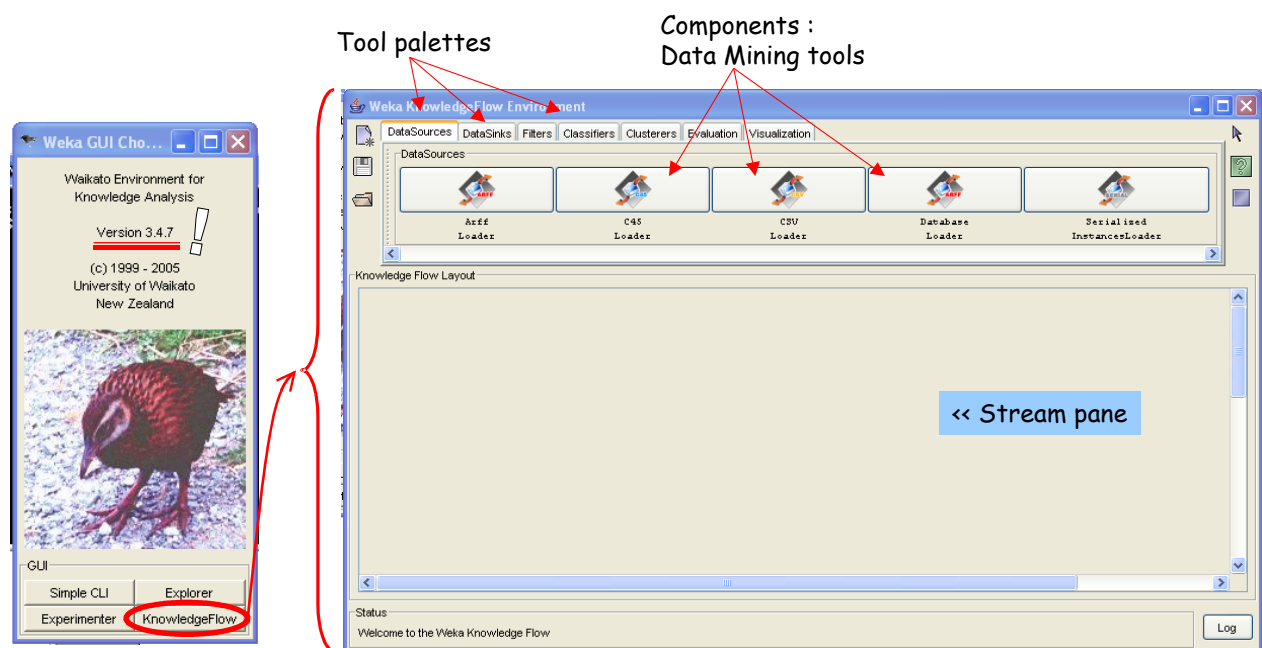 Tool palettes
Components :
Data Mining tools
Weka GUI Cho...
Waikato Environment for
Knowledge Analysis
Version 3.4.7
(c) 1999 - 2005
University of Waikato
New Zealand
GUI
Simple CLI
Explorer
Experimenter
KnowledgeFlow
Weka KnowledgeFlow Environment
DataSources
DataSinks
Filters
Classifiers
Clusterers
Evaluation
Visualization
DataSources
Arff
Loader
C45
Loader
CSV
Loader
Database
Loader
Serialized
InstancesLoader
Knowledge Flow Layout
<< Stream pane
Status
Welcome to the Weka Knowledge Flow
Log